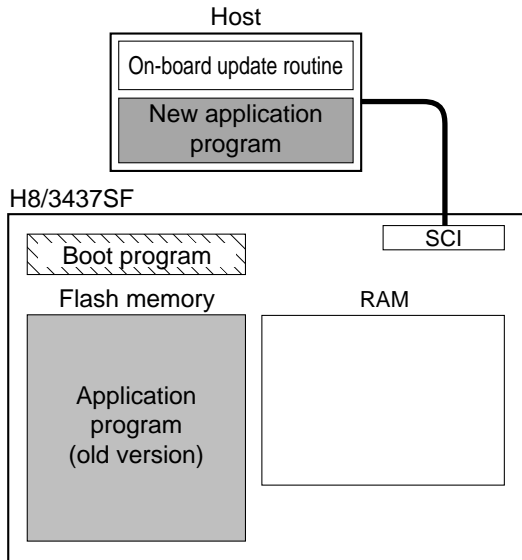 Host
On-board update routine
New application
program
H8/3437SF
SCI
Boot program
Flash memory
RAM
Application
program
(old version)